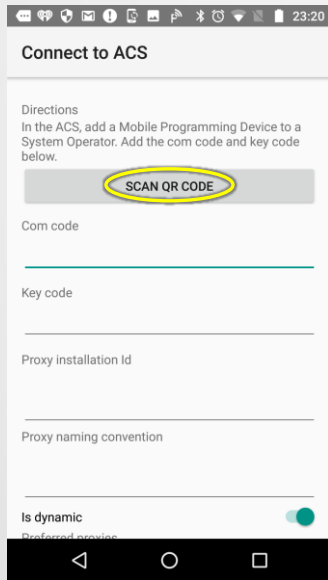 23:20
Connect to ACS
Directions
In the ACS, add a Mobile Programming Device to a
System Operator. Add the com code and key code
below.
SCAN QR CODE
Com code
Key code
Proxy installation Id
Proxy naming convention
Is dynamic
Preferred proxies